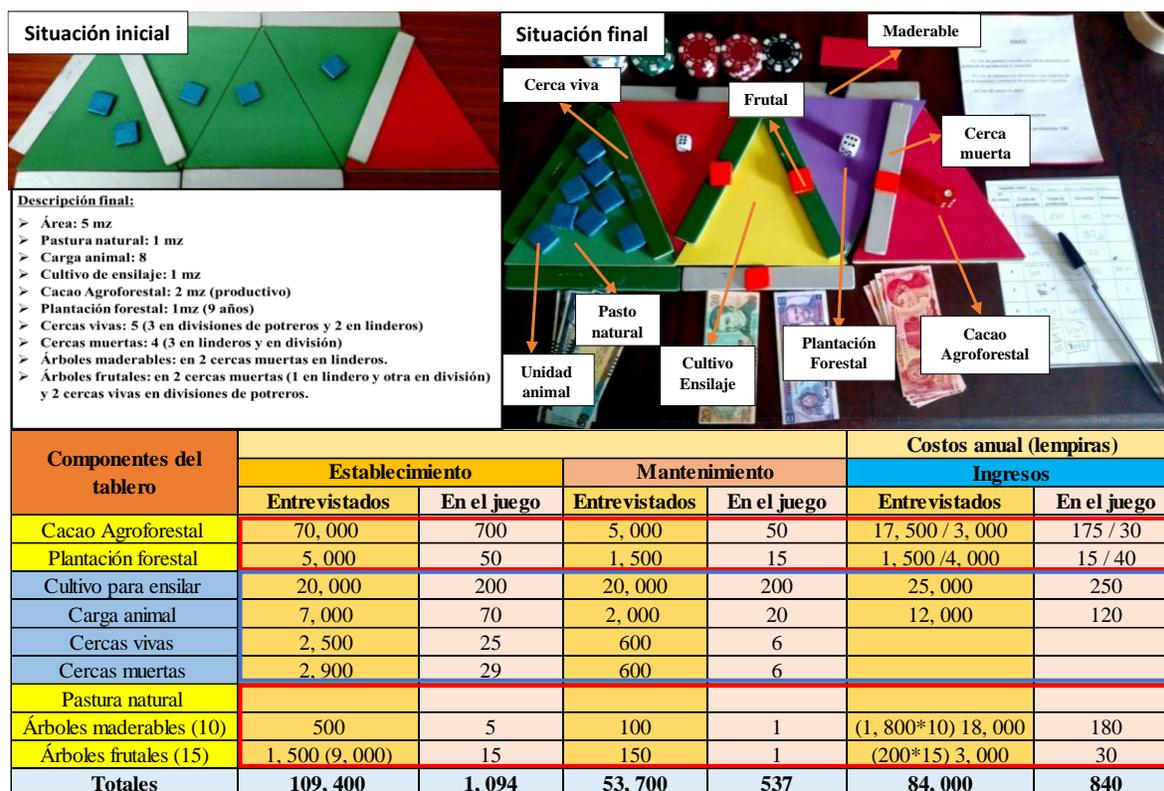 Situación inicial
Situación final
Maderable
Cerca viva
Frutal
Cerca
muerta
Pasto
natural
Unidad
animal
Cultivo
Ensilaje
Plantación
Forestal
Cacao
Agroforestal
Descripción final:
➢ Área: 5 mz
➢ Pastura natural: 1 mz
➢ Carga animal: 8
➢ Cultivo de ensilaje: 1 mz
➢ Cacao Agroforestal: 2 mz (productivo)
➢ Plantación forestal: 1mz (9 años)
➢ Cercas vivas: 5 (3 en divisiones de potreros y 2 en linderos)
➢ Cercas muertas: 4 (3 en linderos y en división)
➢ Árboles maderables: en 2 cercas muertas en linderos.
➢ Árboles frutales: en 2 cercas muertas (1 en lindero y otra en división)
y 2 cercas vivas en divisiones de potreros.
Componentes del
tablero
Costos anual (lempiras)
Establecimiento Mantenimiento Ingresos
Entrevistados En el juego Entrevistados En el juego Entrevistados En el juego
Cacao Agroforestal 70, 000 700 5, 000 50 17, 500 / 3, 000 175 / 30
Plantación forestal 5, 000 50 1, 500 15 1, 500 /4, 000 15 / 40
Cultivo para ensilar 20, 000 200 20, 000 200 25, 000 250
Carga animal 7, 000 70 2, 000 20 12, 000 120
Cercas vivas 2, 500 25 600 6
Cercas muertas 2, 900 29 600 6
Pastura natural
Árboles maderables (10) 500 5 100 1 (1, 800*10) 18, 000 180
Árboles frutales (15) 1, 500 (9, 000) 15 150 1 (200*15) 3, 000 30
Totales 109, 400 1, 094 53, 700 537 84, 000 840